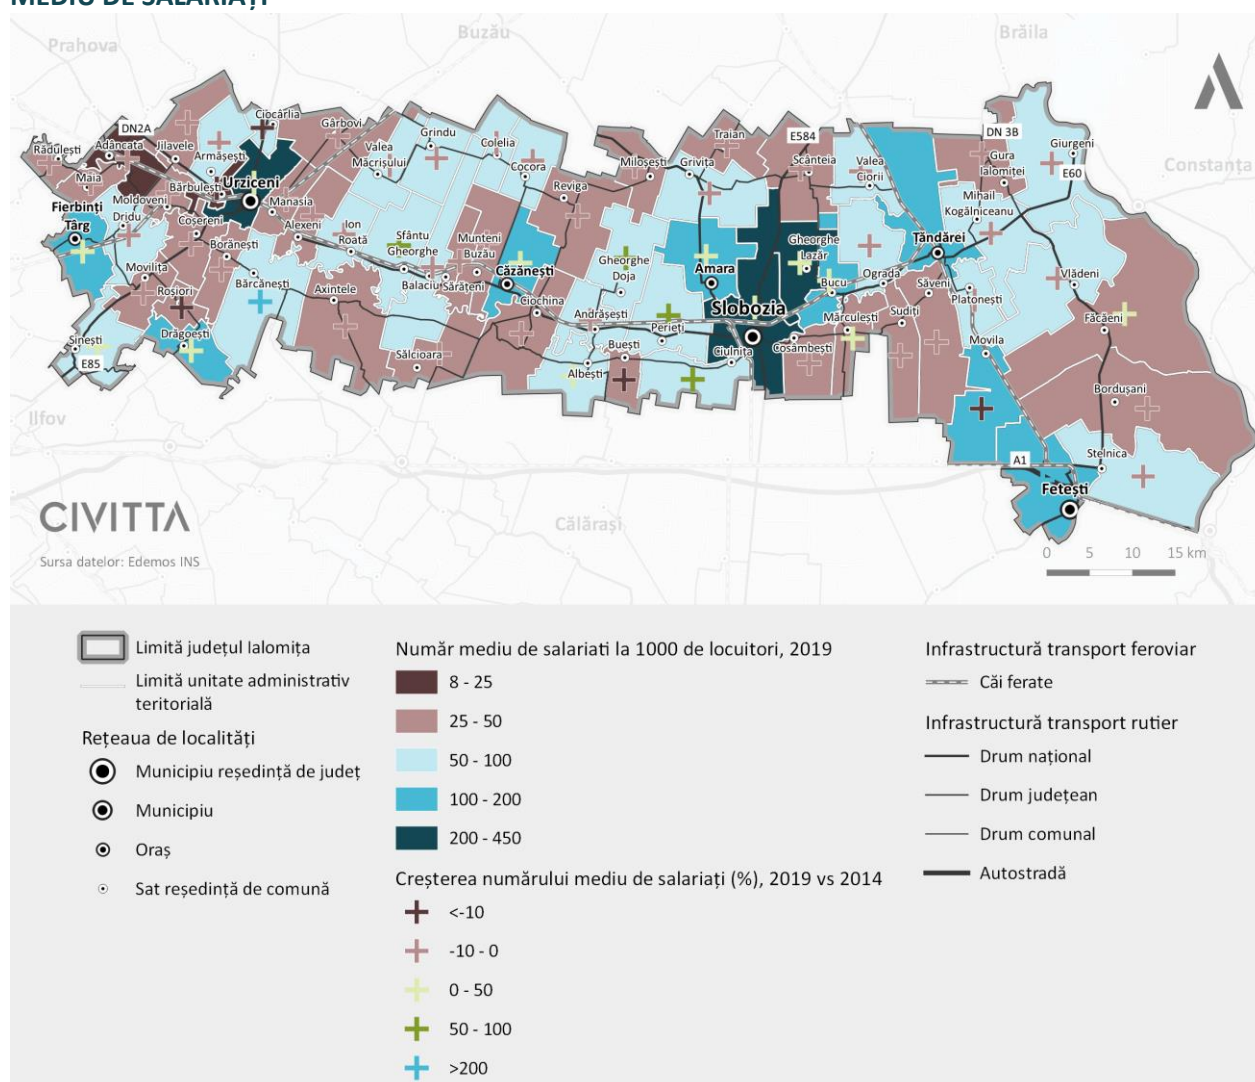 MEDIU DE SALARIAȚI
Prahova
Buzău
Brăila
Constanța
Ilfov
Călărași
DN2A
E584
DN 3B
E60
E85
A1
Rădulești
Adâncata
Jilavele
Maia
Armășești
Ciocârlia
Gârbovi
Bărbulești
Urziceni
Moldoveni
Fierbinți
Târg
Dridu
Coșereni
Manasia
Alexeni
Ion
Roată
Borănești
Movilița
Roșiori
Bărcănești
Axintele
Sinești
Drăgoești
Valea
Măcrișului
Grindu
Colelia
Cocora
Reviga
Sfântu
Gheorghe
Munteni
Buzău
Balaciu
Sărățeni
Căzănești
Ciochina
Sălcioara
Miloșești
Grivița
Traian
Scânteia
Valea
Ciorii
Gheorghe
Doja
Amara
Gheorghe
Lazăr
Bucu
Ograda
Slobozia
Andrășești
Perieți
Buești
Albești
Ciulnița
Cosâmbești
Mărculești
Sudiți
Săveni
Țăndărei
Platonești
Mihail
Kogălniceanu
Gura
Ialomiței
Giurgeni
Vlădeni
Făcăeni
Movila
Bordușani
Stelnica
Fetești
CIVITTA
Sursa datelor: Edemos INS
0 5 10 15 km
Limită județul Ialomița
Limită unitate administrativ
teritorială
Rețeaua de localități
Municipiu reședință de județ
Municipiu
Oraș
Sat reședință de comună
Număr mediu de salariati la 1000 de locuitori, 2019
8 - 25
25 - 50
50 - 100
100 - 200
200 - 450
Creșterea numărului mediu de salariați (%), 2019 vs 2014
<-10
-10 - 0
0 - 50
50 - 100
>200
Infrastructură transport feroviar
Căi ferate
Infrastructură transport rutier
Drum național
Drum județean
Drum comunal
Autostradă